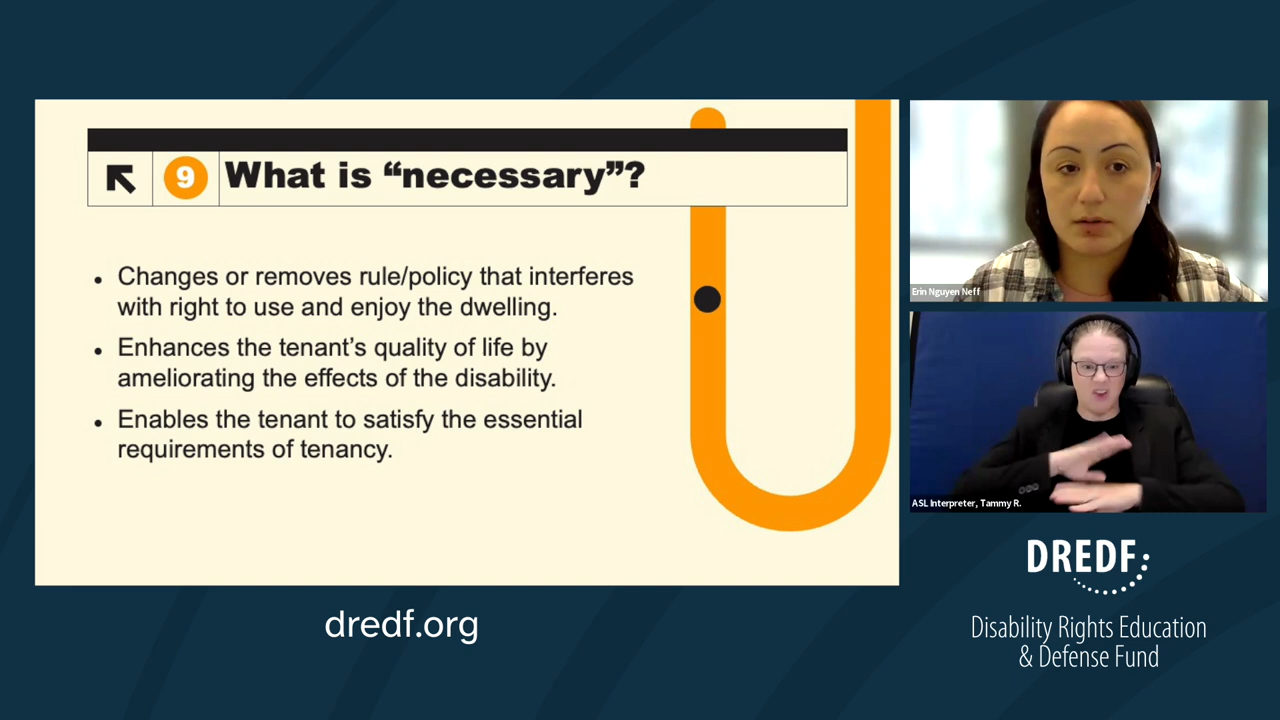 9 What is “necessary”?
• Changes or removes rule/policy that interferes
with right to use and enjoy the dwelling.
• Enhances the tenant’s quality of life by
ameliorating the effects of the disability.
• Enables the tenant to satisfy the essential
requirements of tenancy.
Erin Nguyen Neff
ASL Interpreter, Tammy R.
dredf.org
DREDF
Disability Rights Education
& Defense Fund